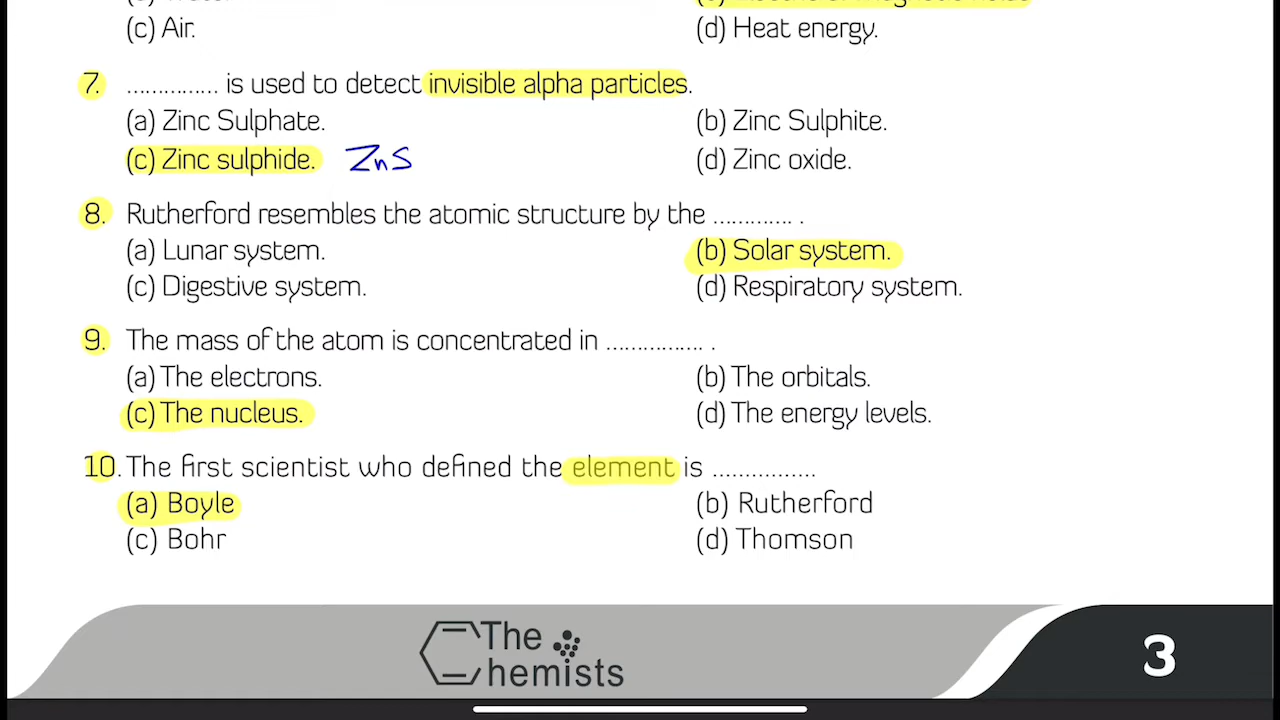 (c) Air.
(d) Heat energy.
7. .............. is used to detect invisible alpha particles.
(a) Zinc Sulphate.
(b) Zinc Sulphite.
(c) Zinc sulphide. ZnS
(d) Zinc oxide.
8. Rutherford resembles the atomic structure by the ............. .
(a) Lunar system.
(b) Solar system.
(c) Digestive system.
(d) Respiratory system.
9. The mass of the atom is concentrated in ................ .
(a) The electrons.
(b) The orbitals.
(c) The nucleus.
(d) The energy levels.
10. The first scientist who defined the element is ................
(a) Boyle
(b) Rutherford
(c) Bohr
(d) Thomson
The
Chemists
3